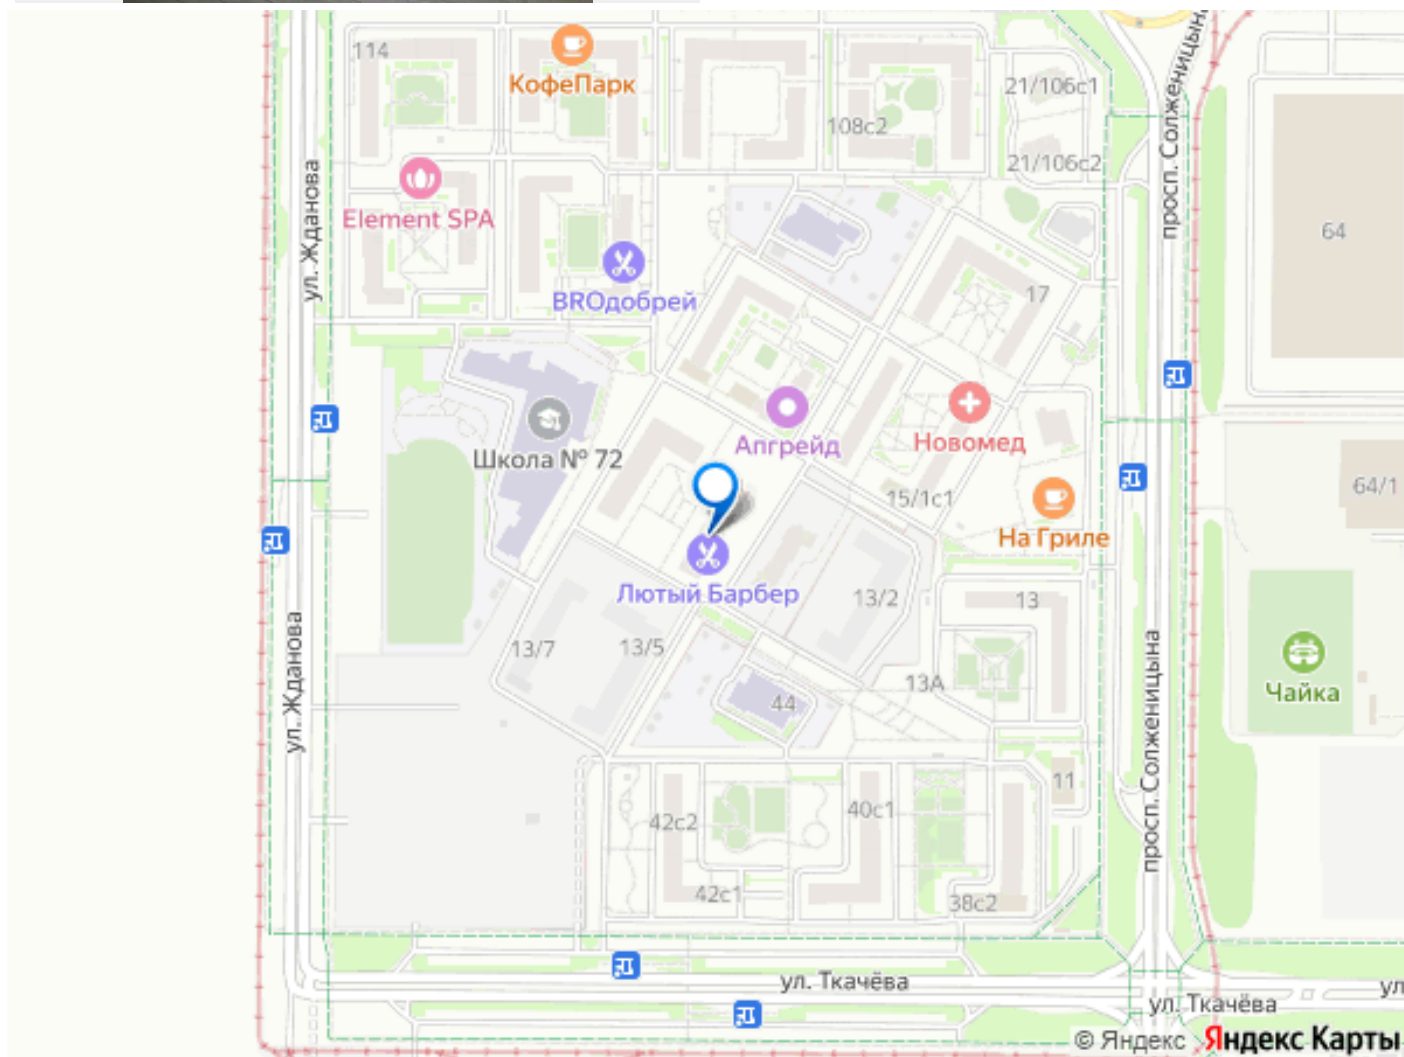 114
КофеПарк
21/106с1
108с2
21/106с2
просп. Солженицына
Element SPA
ул. Жданова
64
BROдобрей
17
Апгрейд
Новомед
Школа № 72
15/1с1
64/1
На Гриле
Лютый Барбер
13/2
13
13/7
13/5
13А
44
Чайка
ул. Жданова
просп. Солженицына
11
42с2
40с1
42с1
38с2
ул. Ткачёва
ул. Ткачёва
ул
© Яндекс Яндекс Карты